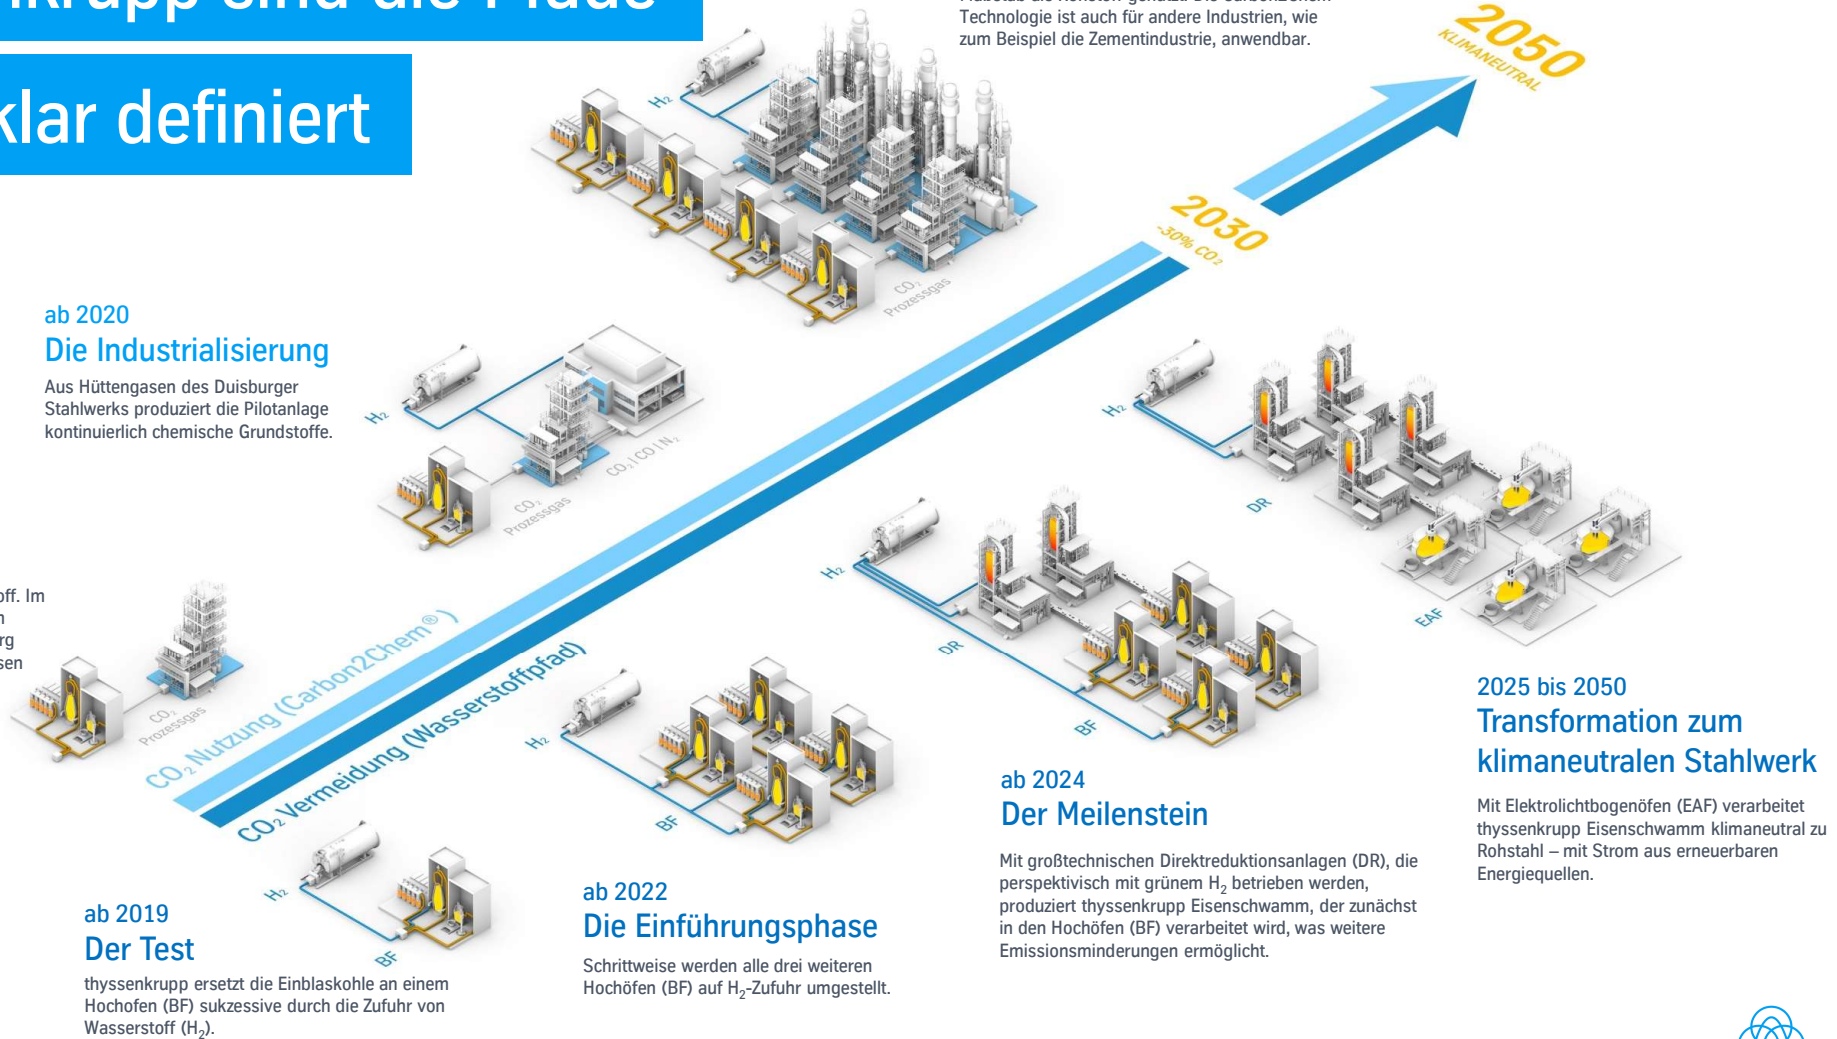 sind die Pfade
klar definiert
Technologie ist auch für andere Industrien, wie
zum Beispiel die Zementindustrie, anwendbar.
2050
KLIMANEUTRAL
H₂
2030
-30% CO₂
CO₂
Prozessgas
ab 2020
Die Industrialisierung
Aus Hüttengasen des Duisburger
Stahlwerks produziert die Pilotanlage
kontinuierlich chemische Grundstoffe.
H₂
CO₂ | CO | N₂
CO₂
Prozessgas
H₂
DR
EAF
Im
CO₂
Prozessgas
CO₂ Nutzung (Carbon2Chem®)
CO₂ Vermeidung (Wasserstoffpfad)
H₂
DR
BF
H₂
BF
H₂
BF
ab 2019
Der Test
thyssenkrupp ersetzt die Einblaskohle an einem
Hochofen (BF) sukzessive durch die Zufuhr von
Wasserstoff (H₂).
ab 2022
Die Einführungsphase
Schrittweise werden alle drei weiteren
Hochöfen (BF) auf H₂-Zufuhr umgestellt.
ab 2024
Der Meilenstein
Mit großtechnischen Direktreduktionsanlagen (DR), die
perspektivisch mit grünem H₂ betrieben werden,
produziert thyssenkrupp Eisenschwamm, der zunächst
in den Hochöfen (BF) verarbeitet wird, was weitere
Emissionsminderungen ermöglicht.
2025 bis 2050
Transformation zum
klimaneutralen Stahlwerk
Mit Elektrolichtbogenöfen (EAF) verarbeitet
thyssenkrupp Eisenschwamm klimaneutral zu
Rohstahl – mit Strom aus erneuerbaren
Energiequellen.